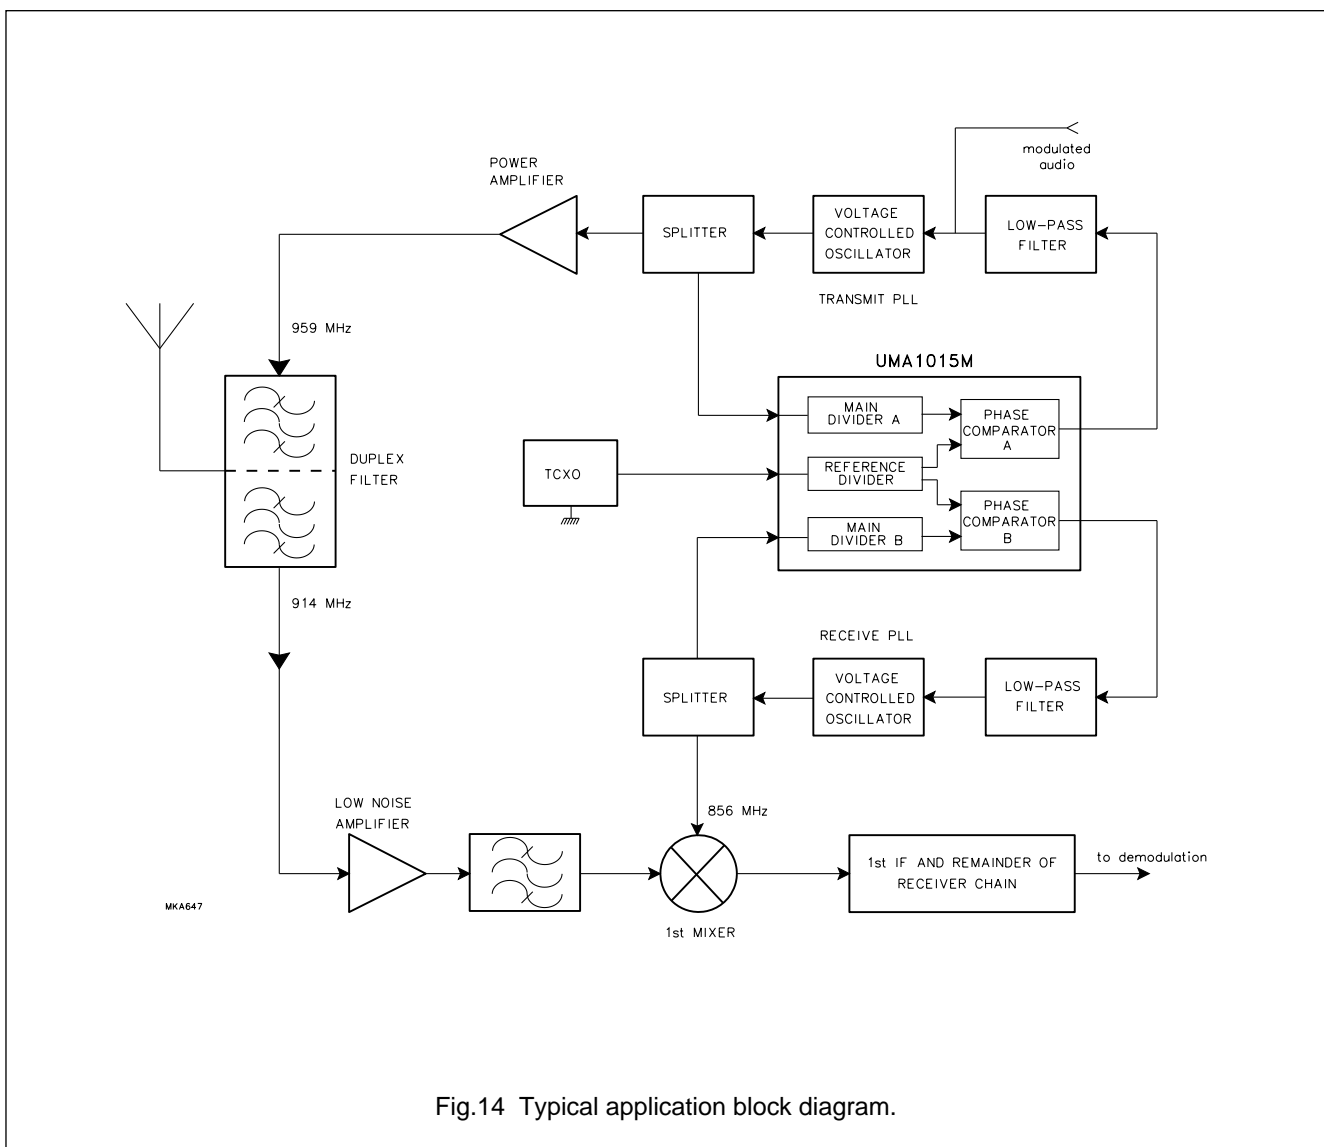 modulated
audio
POWER
AMPLIFIER
SPLITTER
VOLTAGE
CONTROLLED
OSCILLATOR
LOW-PASS
FILTER
TRANSMIT PLL
959 MHz
UMA1015M
MAIN
DIVIDER A
PHASE
COMPARATOR
A
DUPLEX
FILTER
TCXO
REFERENCE
DIVIDER
PHASE
COMPARATOR
B
MAIN
DIVIDER B
914 MHz
RECEIVE PLL
SPLITTER
VOLTAGE
CONTROLLED
OSCILLATOR
LOW-PASS
FILTER
LOW NOISE
AMPLIFIER
856 MHz
1st IF AND REMAINDER OF
RECEIVER CHAIN
to demodulation
MKA647
1st MIXER
Fig.14 Typical application block diagram.